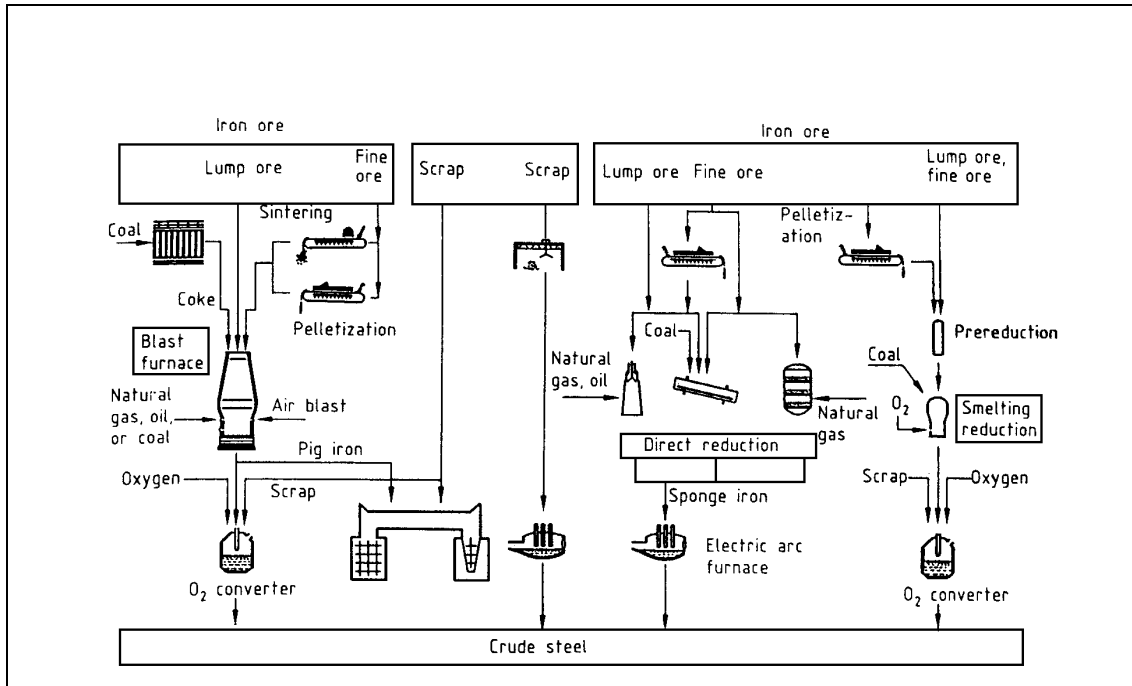 Iron ore
Iron ore
Lump ore
Fine
ore
Scrap
Scrap
Lump ore
Fine ore
Lump ore,
fine ore
Sintering
Coal
Pelletiz-
ation
Coke
Pelletization
Blast
furnace
Coal
Prereduction
Natural
gas, oil
Coal
Natural
gas, oil,
or coal
Air blast
Natural
gas
O2
Smelting
reduction
Direct reduction
Pig iron
Oxygen
Scrap
Sponge iron
Scrap
Oxygen
Electric arc
furnace
O2 converter
O2 converter
Crude steel